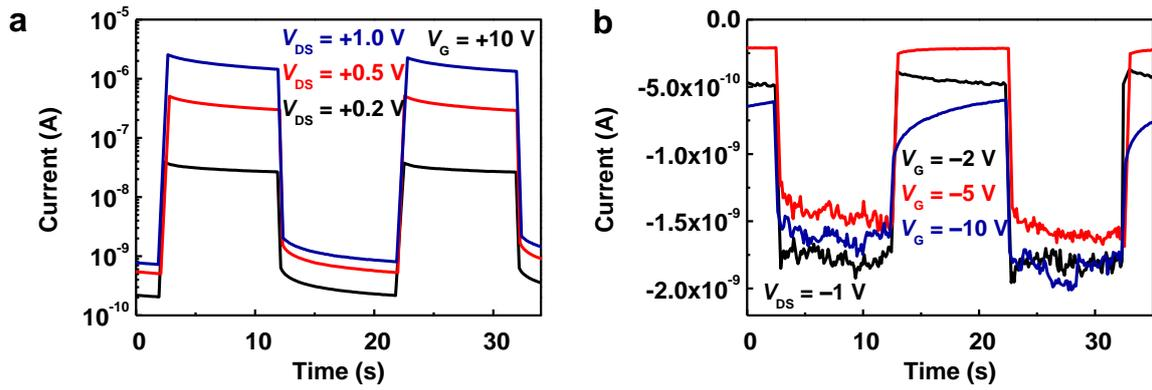 a
10⁻⁵
V_DS = +1.0 V V_G = +10 V
10⁻⁶
V_DS = +0.5 V
V_DS = +0.2 V
10⁻⁷
10⁻⁸
10⁻⁹
10⁻¹⁰
Current (A)
0 10 20 30
Time (s)
b
0.0
-5.0x10⁻¹⁰
-1.0x10⁻⁹
V_G = –2 V
-1.5x10⁻⁹
V_G = –5 V
V_G = –10 V
-2.0x10⁻⁹
V_DS = –1 V
Current (A)
0 10 20 30
Time (s)